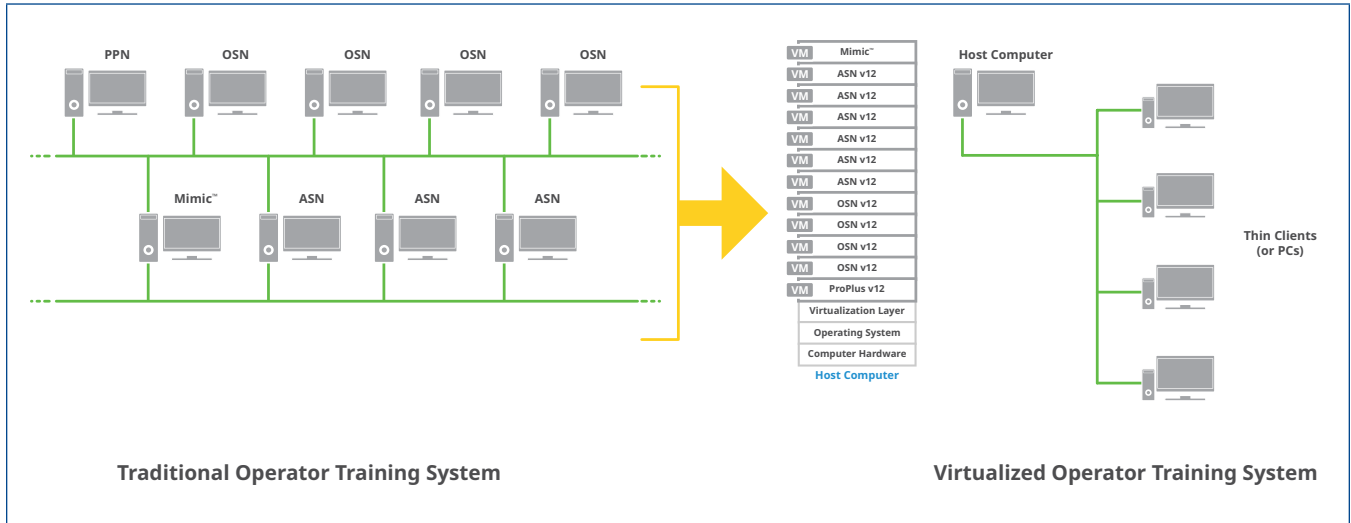 PPN
OSN
OSN
OSN
OSN
Mimic™
ASN
ASN
ASN
VM Mimic™
VM ASN v12
VM ASN v12
VM ASN v12
VM ASN v12
VM ASN v12
VM ASN v12
VM OSN v12
VM OSN v12
VM OSN v12
VM OSN v12
VM ProPlus v12
Virtualization Layer
Operating System
Computer Hardware
Host Computer
Host Computer
Thin Clients
(or PCs)
Traditional Operator Training System
Virtualized Operator Training System